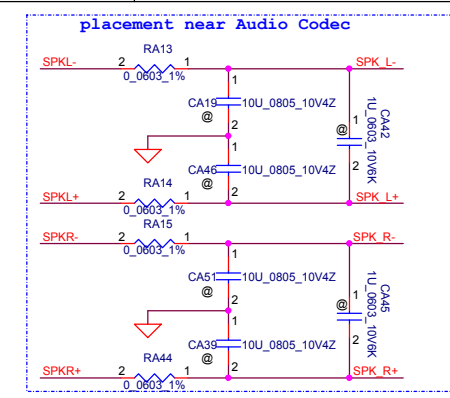 placement near Audio Codec
RA13
SPKL- 2 1 SPK_L-
0_0603_1%
1
CA19 10U_0805_10V4Z
@
2
1
CA46 10U_0805_10V4Z
@
2
1
CA42
1U_0603_10V6K
@
2
RA14
SPKL+ 2 1 SPK_L+
0_0603_1%
RA15
SPKR- 2 1 SPK_R-
0_0603_1%
1
CA51 10U_0805_10V4Z
@
2
1
CA39 10U_0805_10V4Z
@
2
1
CA45
1U_0603_10V6K
@
2
RA44
SPKR+ 2 1 SPK_R+
0_0603_1%